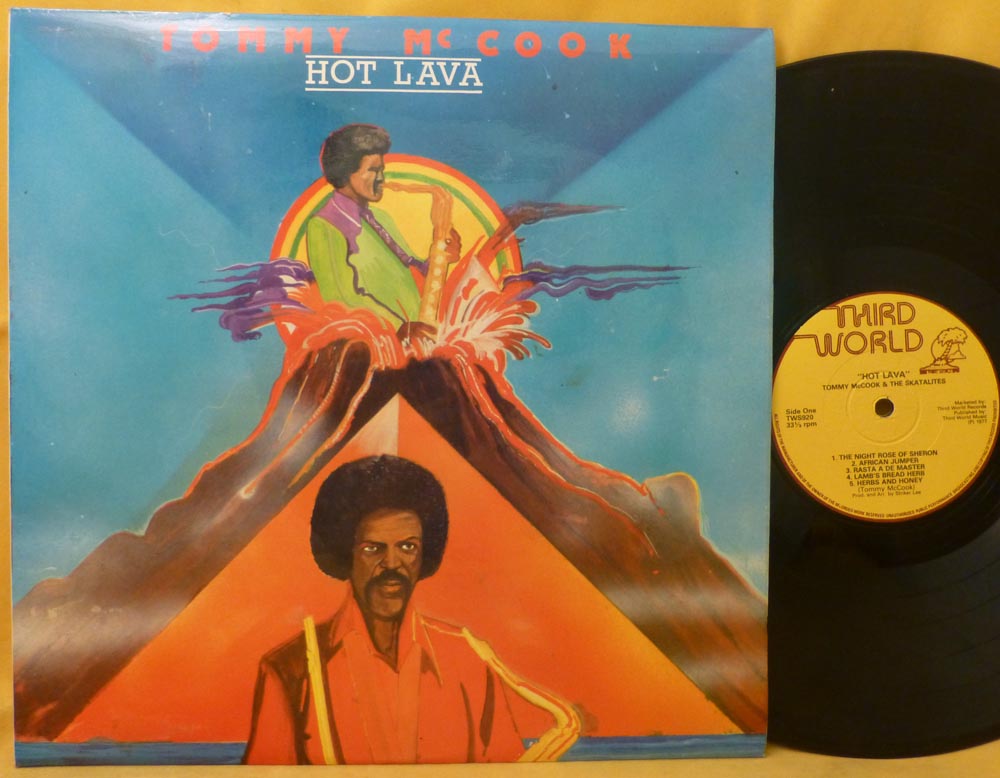 TOMMY McCOOK
HOT LAVA
THIRD
WORLD
"HOT LAVA"
TOMMY McCOOK & THE SKATALITES
Side One
TWS920
33⅓ rpm
Marketed by:
Third World Records
Published by:
Third World Music
(P) 1977
1. THE NIGHT ROSE OF SHERON
2. AFRICAN JUMPER
3. RASTA A'DE MASTER
4. LAMB'S BREAD HERB
5. HERBS AND HONEY
(Tommy McCook)
Prod. and Arr. by Striker Lee